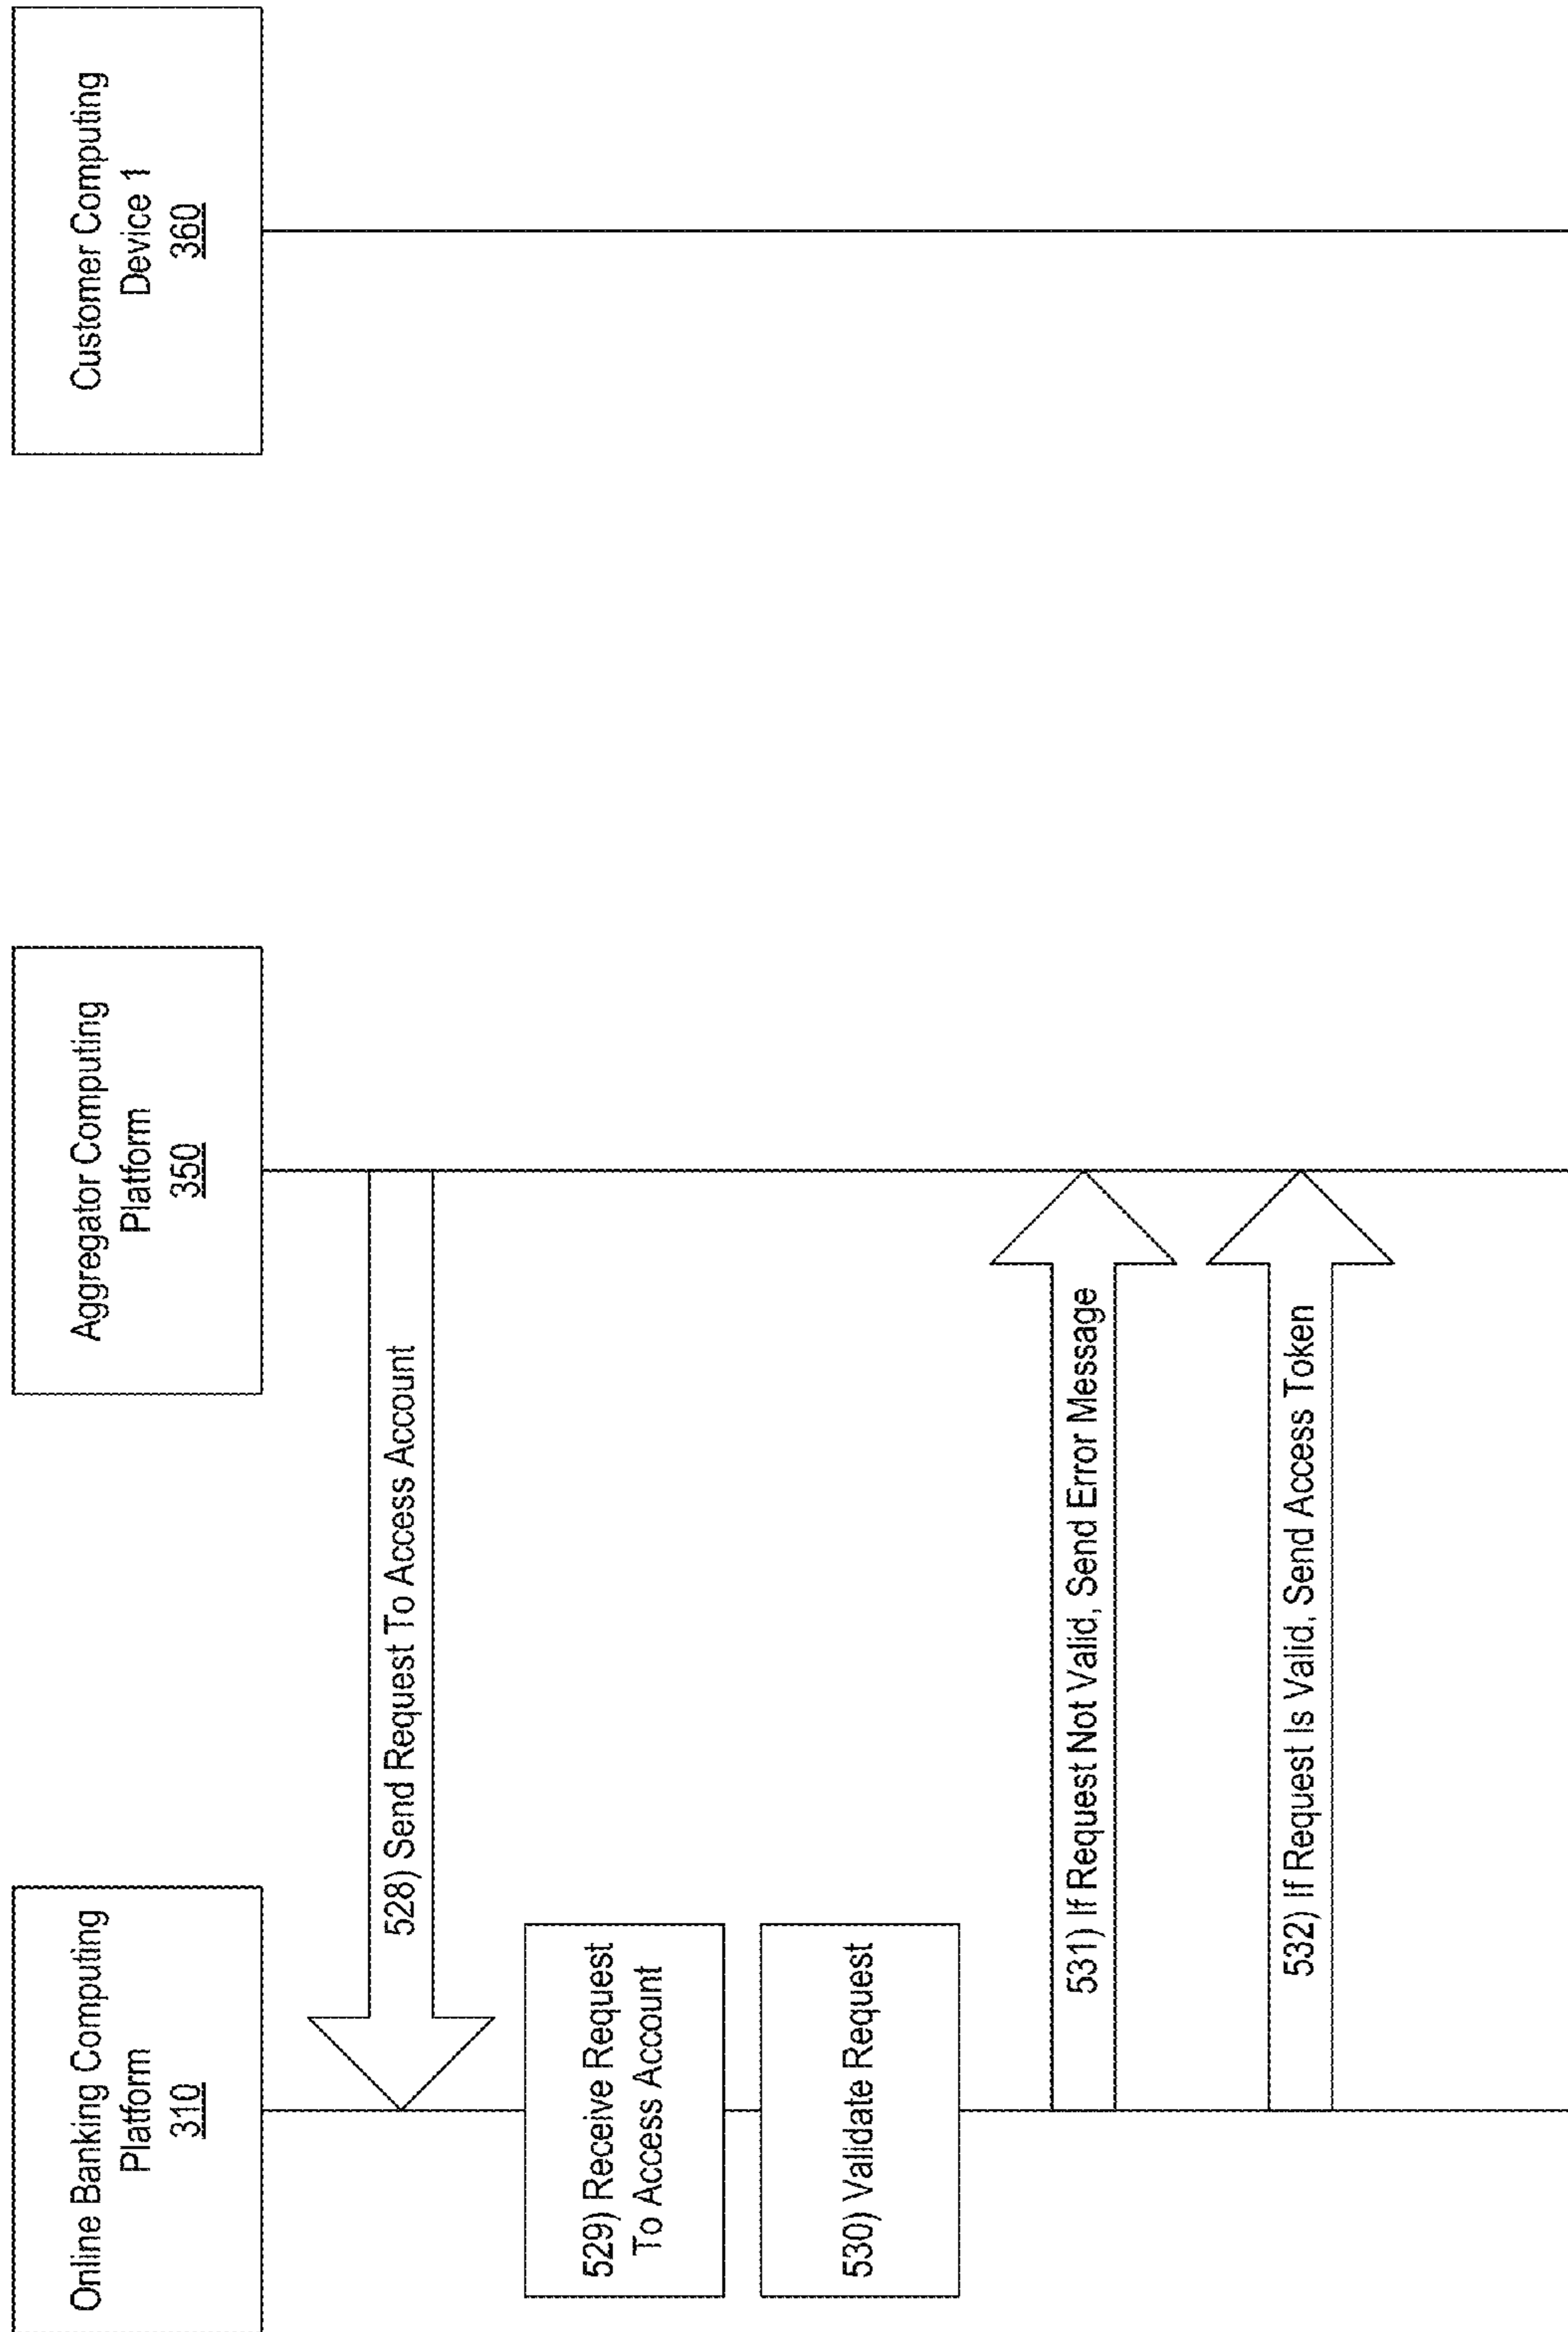 Online Banking Computing
Platform
310
Aggregator Computing
Platform
350
Customer Computing
Device 1
360
528) Send Request To Access Account
529) Receive Request
To Access Account
530) Validate Request
531) If Request Not Valid, Send Error Message
532) If Request Is Valid, Send Access Token